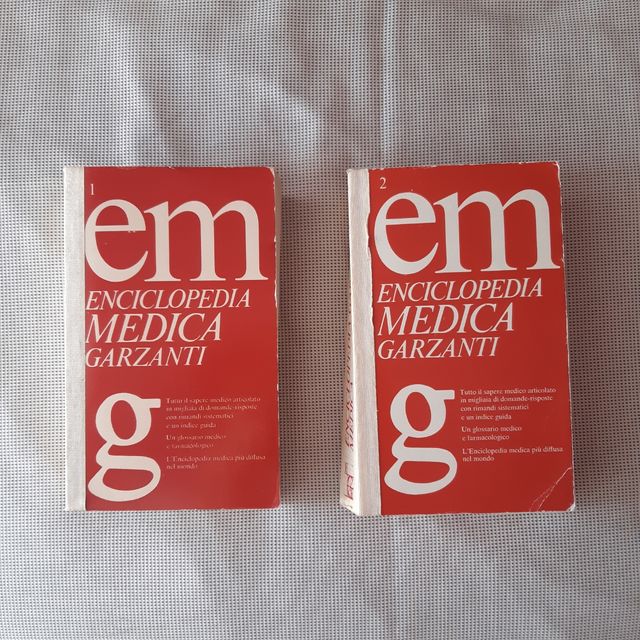 1
em
ENCICLOPEDIA
MEDICA
GARZANTI
g
Tutto il sapere medico articolato
in migliaia di domande-risposte
con rimandi sistematici
e un indice guida
Un glossario medico
e farmacologico
L'Enciclopedia medica più diffusa
nel mondo
2
em
ENCICLOPEDIA
MEDICA
GARZANTI
g
Tutto il sapere medico articolato
in migliaia di domande-risposte
con rimandi sistematici
e un indice guida
Un glossario medico
e farmacologico
L'Enciclopedia medica più diffusa
nel mondo